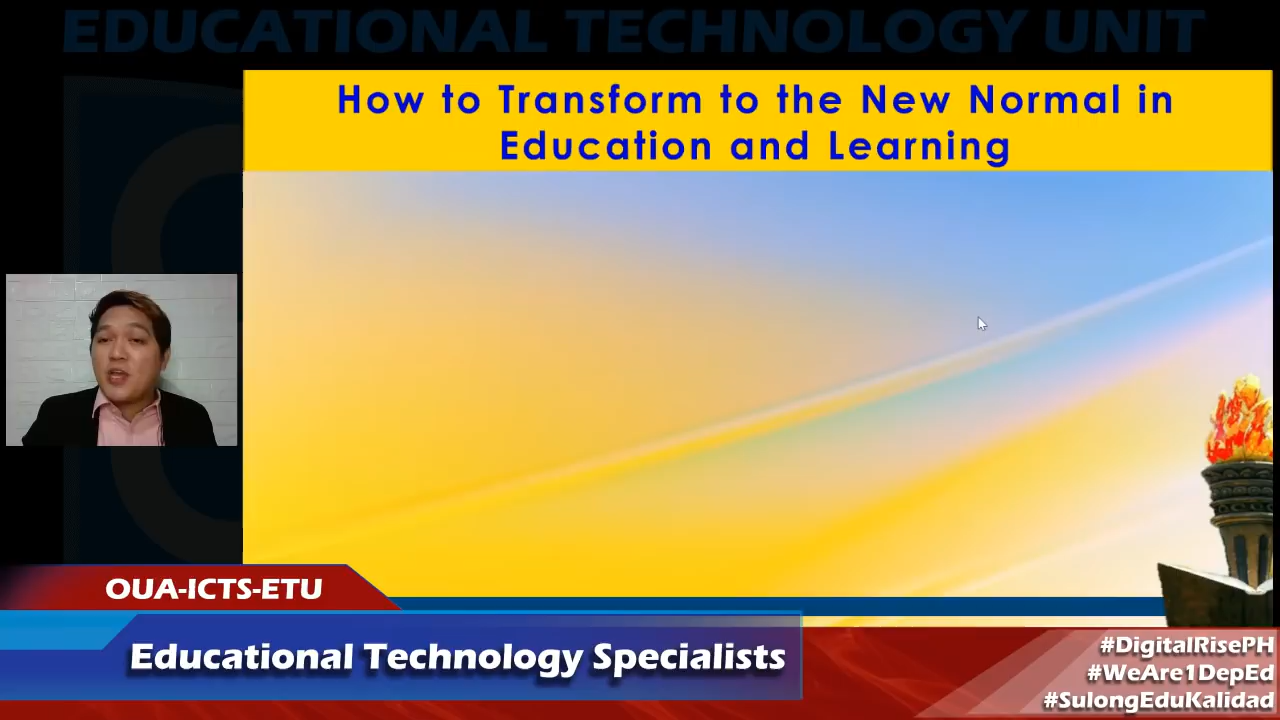 EDUCATIONAL TECHNOLOGY UNIT
How to Transform to the New Normal in
Education and Learning
OUA-ICTS-ETU
Educational Technology Specialists
#DigitalRisePH
#WeAre1DepEd
#SulongEduKalidad